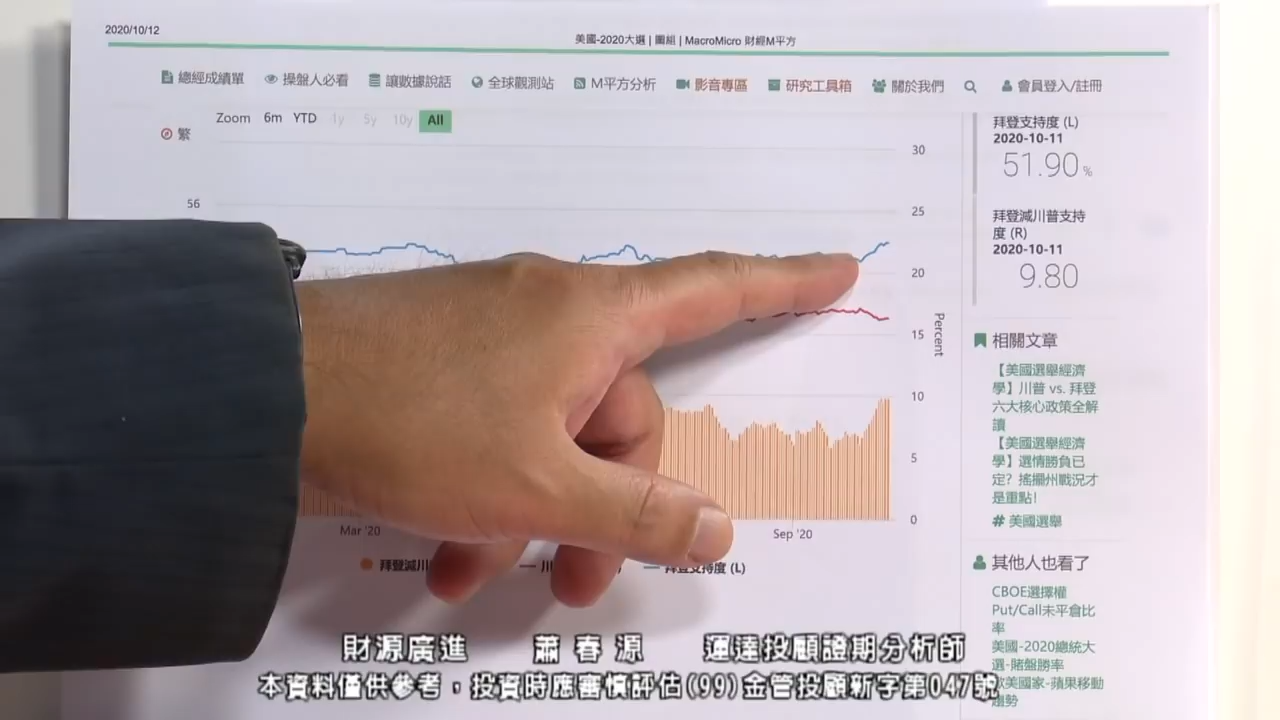 2020/10/12
美國-2020大選 | 圖組 | MacroMicro 財經M平方
總經成績單 操盤人必看 讓數據說話 全球觀測站 M平方分析 影音專區 研究工具箱 關於我們 會員登入/註冊
繁
Zoom 6m YTD 1y 5y 10y All
30
56
25
20
15
10
5
0
Percent
Mar '20
Sep '20
拜登減川
川
拜登支持度 (L)
拜登支持度 (L)
2020-10-11
51.90 %
拜登減川普支持
度 (R)
2020-10-11
9.80
相關文章
【美國選舉經濟
學】川普 vs. 拜登
六大核心政策全解
讀
【美國選舉經濟
學】選情勝負已
定？搖擺州戰況才
是重點!
# 美國選舉
其他人也看了
CBOE選擇權
Put/Call未平倉比
率
美國-2020總統大
選-賭盤勝率
歐美國家-蘋果移動
趨勢
財源廣進 蕭春源 運達投顧證期分析師
本資料僅供參考，投資時應審慎評估(99)金管投顧新字第047號